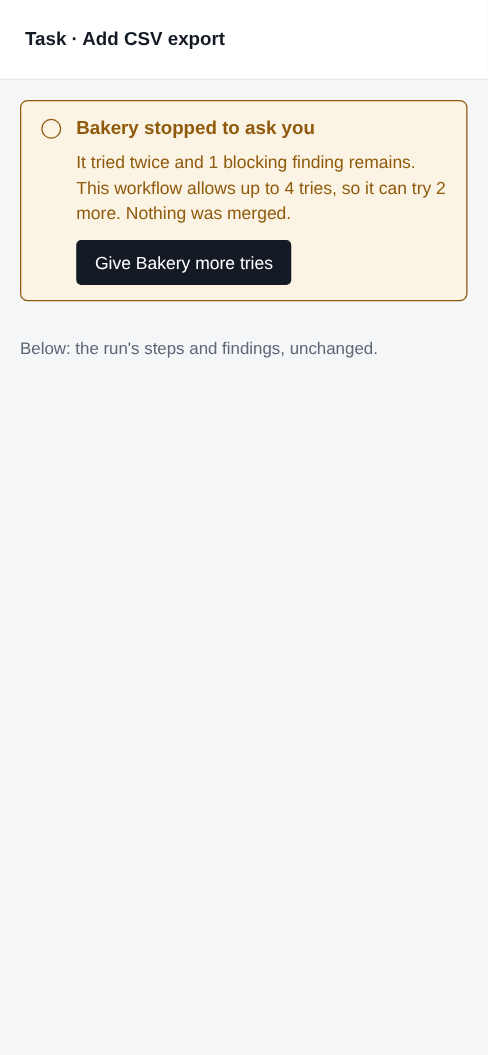 Task · Add CSV export
Bakery stopped to ask you
It tried twice and 1 blocking finding remains.
This workflow allows up to 4 tries, so it can try 2
more. Nothing was merged.
Give Bakery more tries
Below: the run's steps and findings, unchanged.